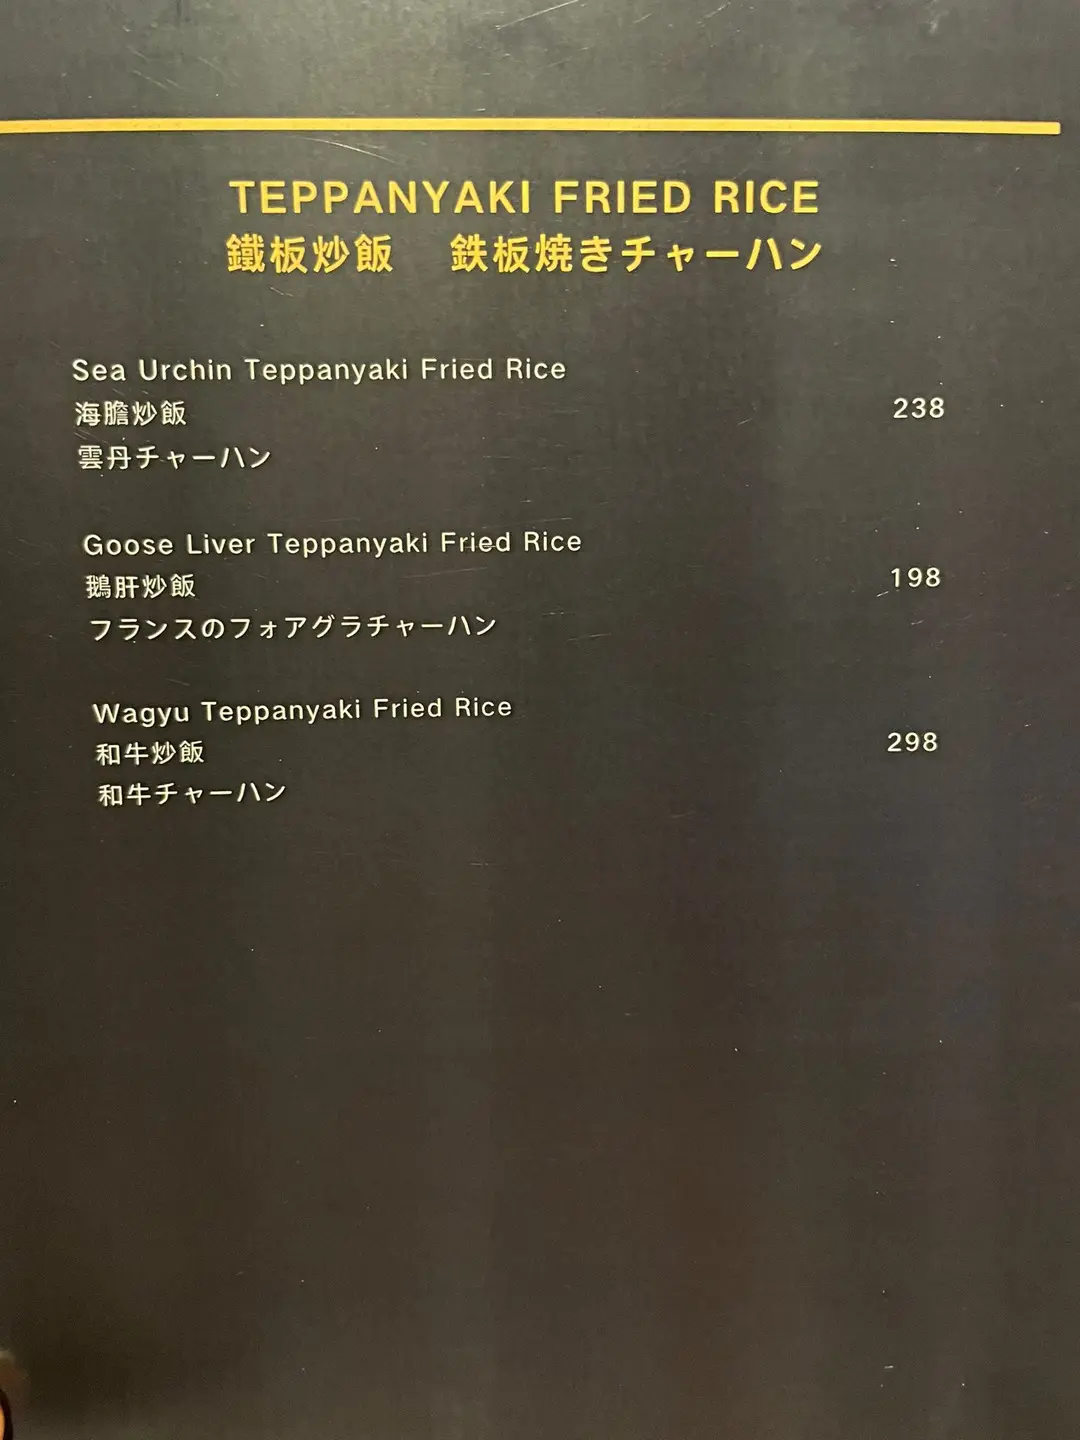 TEPPANYAKI FRIED RICE
鐵板炒飯 鉄板焼きチャーハン
Sea Urchin Teppanyaki Fried Rice
海膽炒飯 238
雲丹チャーハン
Goose Liver Teppanyaki Fried Rice
鵝肝炒飯 198
フランスのフォアグラチャーハン
Wagyu Teppanyaki Fried Rice
和牛炒飯 298
和牛チャーハン